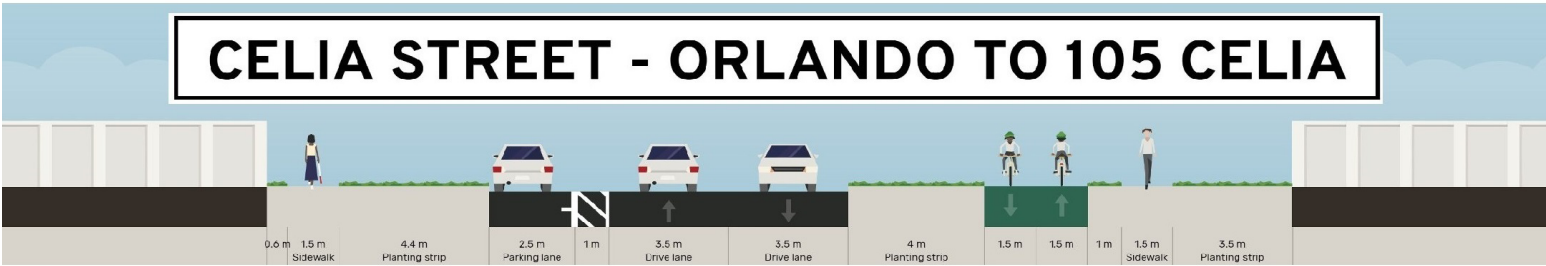 CELIA STREET - ORLANDO TO 105 CELIA
0.6 m 1.5 m 4.4 m 2.5 m 1 m 3.5 m 3.5 m 4 m 1.5 m 1.5 m 1 m 1.5 m 3.5 m
Sidewalk Planting strip Parking lane Drive lane Drive lane Planting strip Sidewalk Planting strip